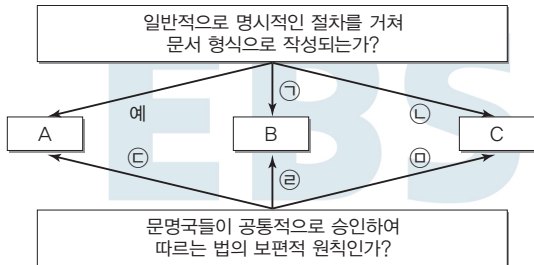 일반적으로 명시적인 절차를 거쳐
문서 형식으로 작성되는가?
예
㉠
㉡
A
B
C
㉢
㉣
㉤
문명국들이 공통적으로 승인하여
따르는 법의 보편적 원칙인가?
EBS